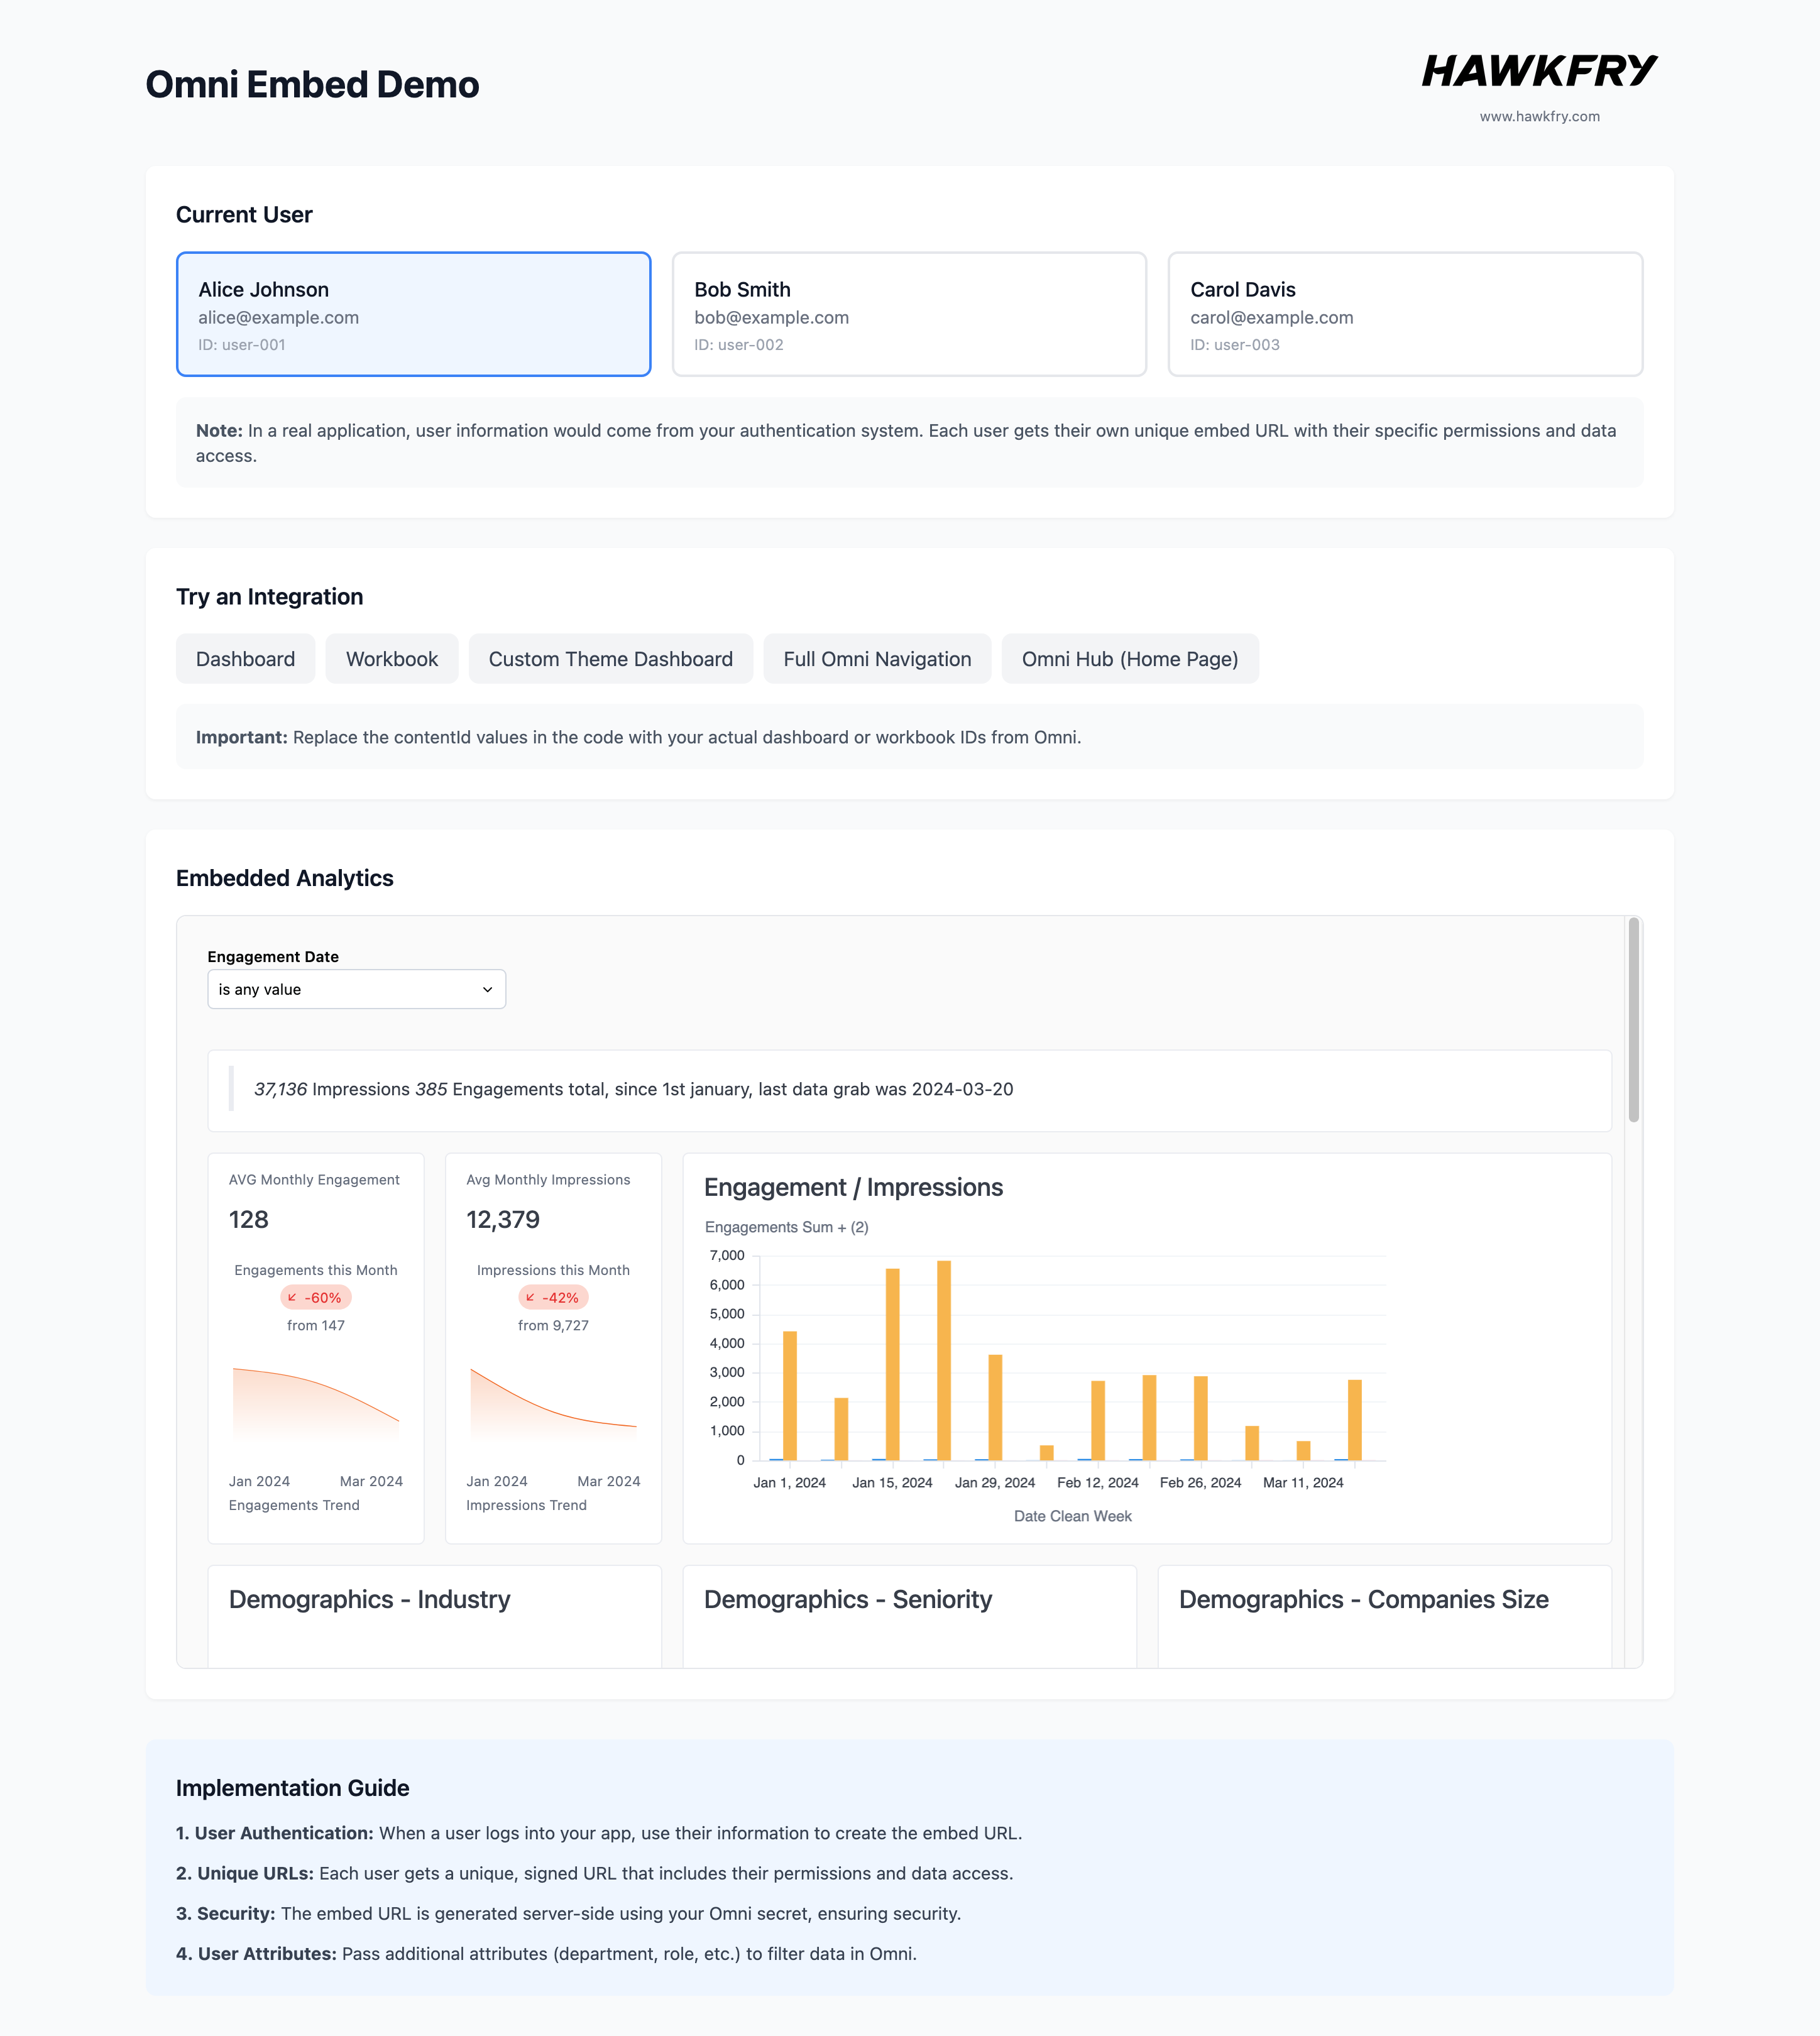 Omni Embed Demo
HAWKFRY
www.hawkfry.com
Current User
Alice Johnson
alice@example.com
ID: user-001
Bob Smith
bob@example.com
ID: user-002
Carol Davis
carol@example.com
ID: user-003
Note: In a real application, user information would come from your authentication system. Each user gets their own unique embed URL with their specific permissions and data
access.
Try an Integration
Dashboard
Workbook
Custom Theme Dashboard
Full Omni Navigation
Omni Hub (Home Page)
Important: Replace the contentId values in the code with your actual dashboard or workbook IDs from Omni.
Embedded Analytics
Engagement Date
is any value
37,136 Impressions 385 Engagements total, since 1st january, last data grab was 2024-03-20
AVG Monthly Engagement
128
Engagements this Month
-60%
from 147
Jan 2024 Mar 2024
Engagements Trend
Avg Monthly Impressions
12,379
Impressions this Month
-42%
from 9,727
Jan 2024 Mar 2024
Impressions Trend
Engagement / Impressions
Engagements Sum + (2)
7,000
6,000
5,000
4,000
3,000
2,000
1,000
0
Jan 1, 2024 Jan 15, 2024 Jan 29, 2024 Feb 12, 2024 Feb 26, 2024 Mar 11, 2024
Date Clean Week
Demographics - Industry
Demographics - Seniority
Demographics - Companies Size
Implementation Guide
1. User Authentication: When a user logs into your app, use their information to create the embed URL.
2. Unique URLs: Each user gets a unique, signed URL that includes their permissions and data access.
3. Security: The embed URL is generated server-side using your Omni secret, ensuring security.
4. User Attributes: Pass additional attributes (department, role, etc.) to filter data in Omni.